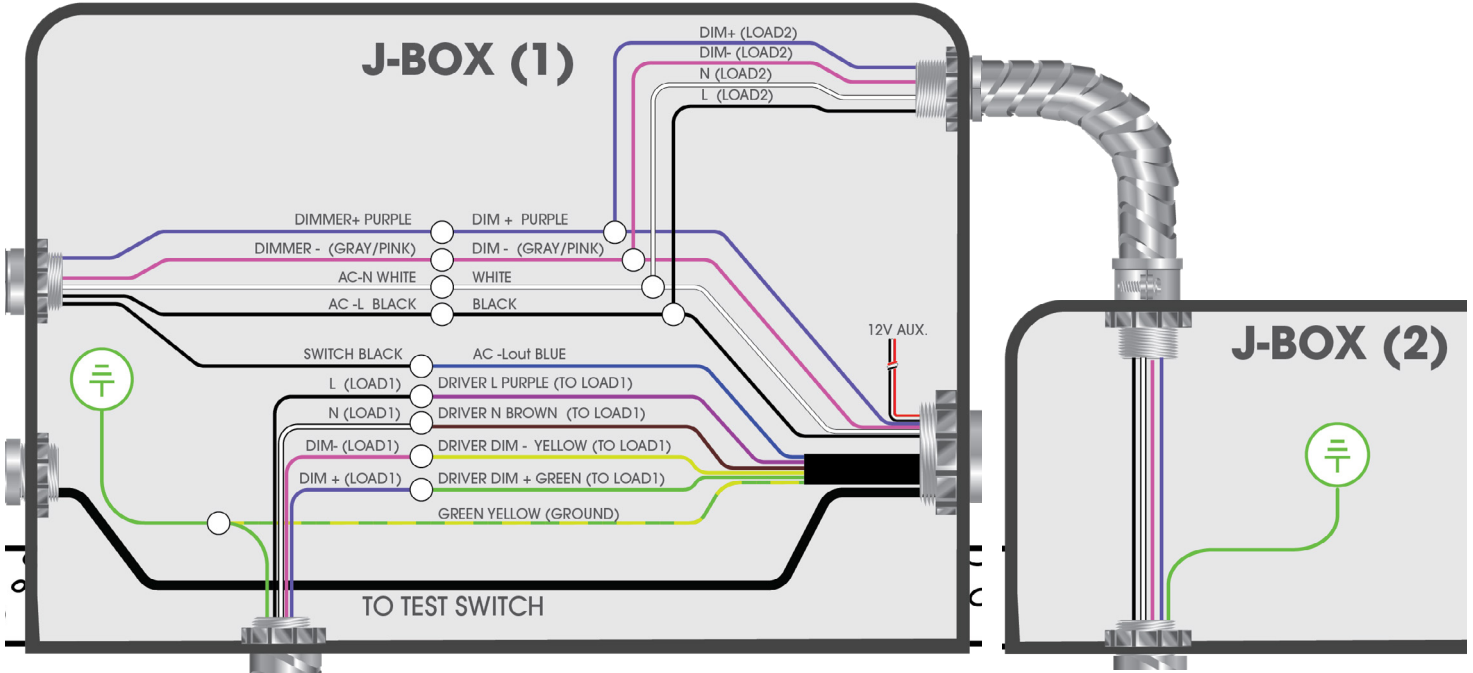 J-BOX (1)
DIM+ (LOAD2)
DIM- (LOAD2)
N (LOAD2)
L (LOAD2)
DIMMER+ PURPLE
DIM + PURPLE
DIMMER - (GRAY/PINK)
DIM - (GRAY/PINK)
AC-N WHITE
WHITE
AC -L BLACK
BLACK
12V AUX.
SWITCH BLACK
AC -Lout BLUE
L (LOAD1)
DRIVER L PURPLE (TO LOAD1)
N (LOAD1)
DRIVER N BROWN (TO LOAD1)
DIM- (LOAD1)
DRIVER DIM - YELLOW (TO LOAD1)
DIM + (LOAD1)
DRIVER DIM + GREEN (TO LOAD1)
GREEN YELLOW (GROUND)
TO TEST SWITCH
J-BOX (2)